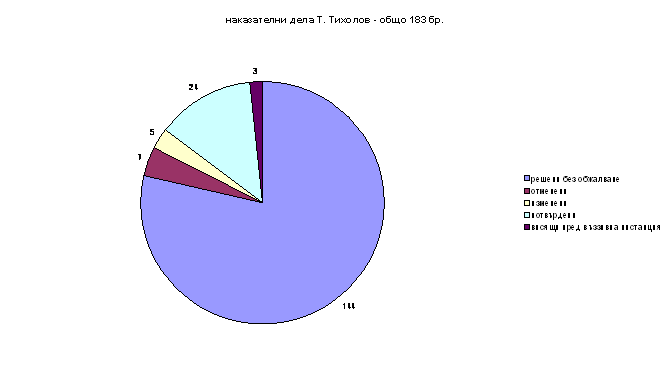 наказателни дела Т. Тихолов - общо 183 бр.
3
24
5
7
144
решени без обжалване
отменени
изменени
потвърдени
висящи пред въззивна инстанция